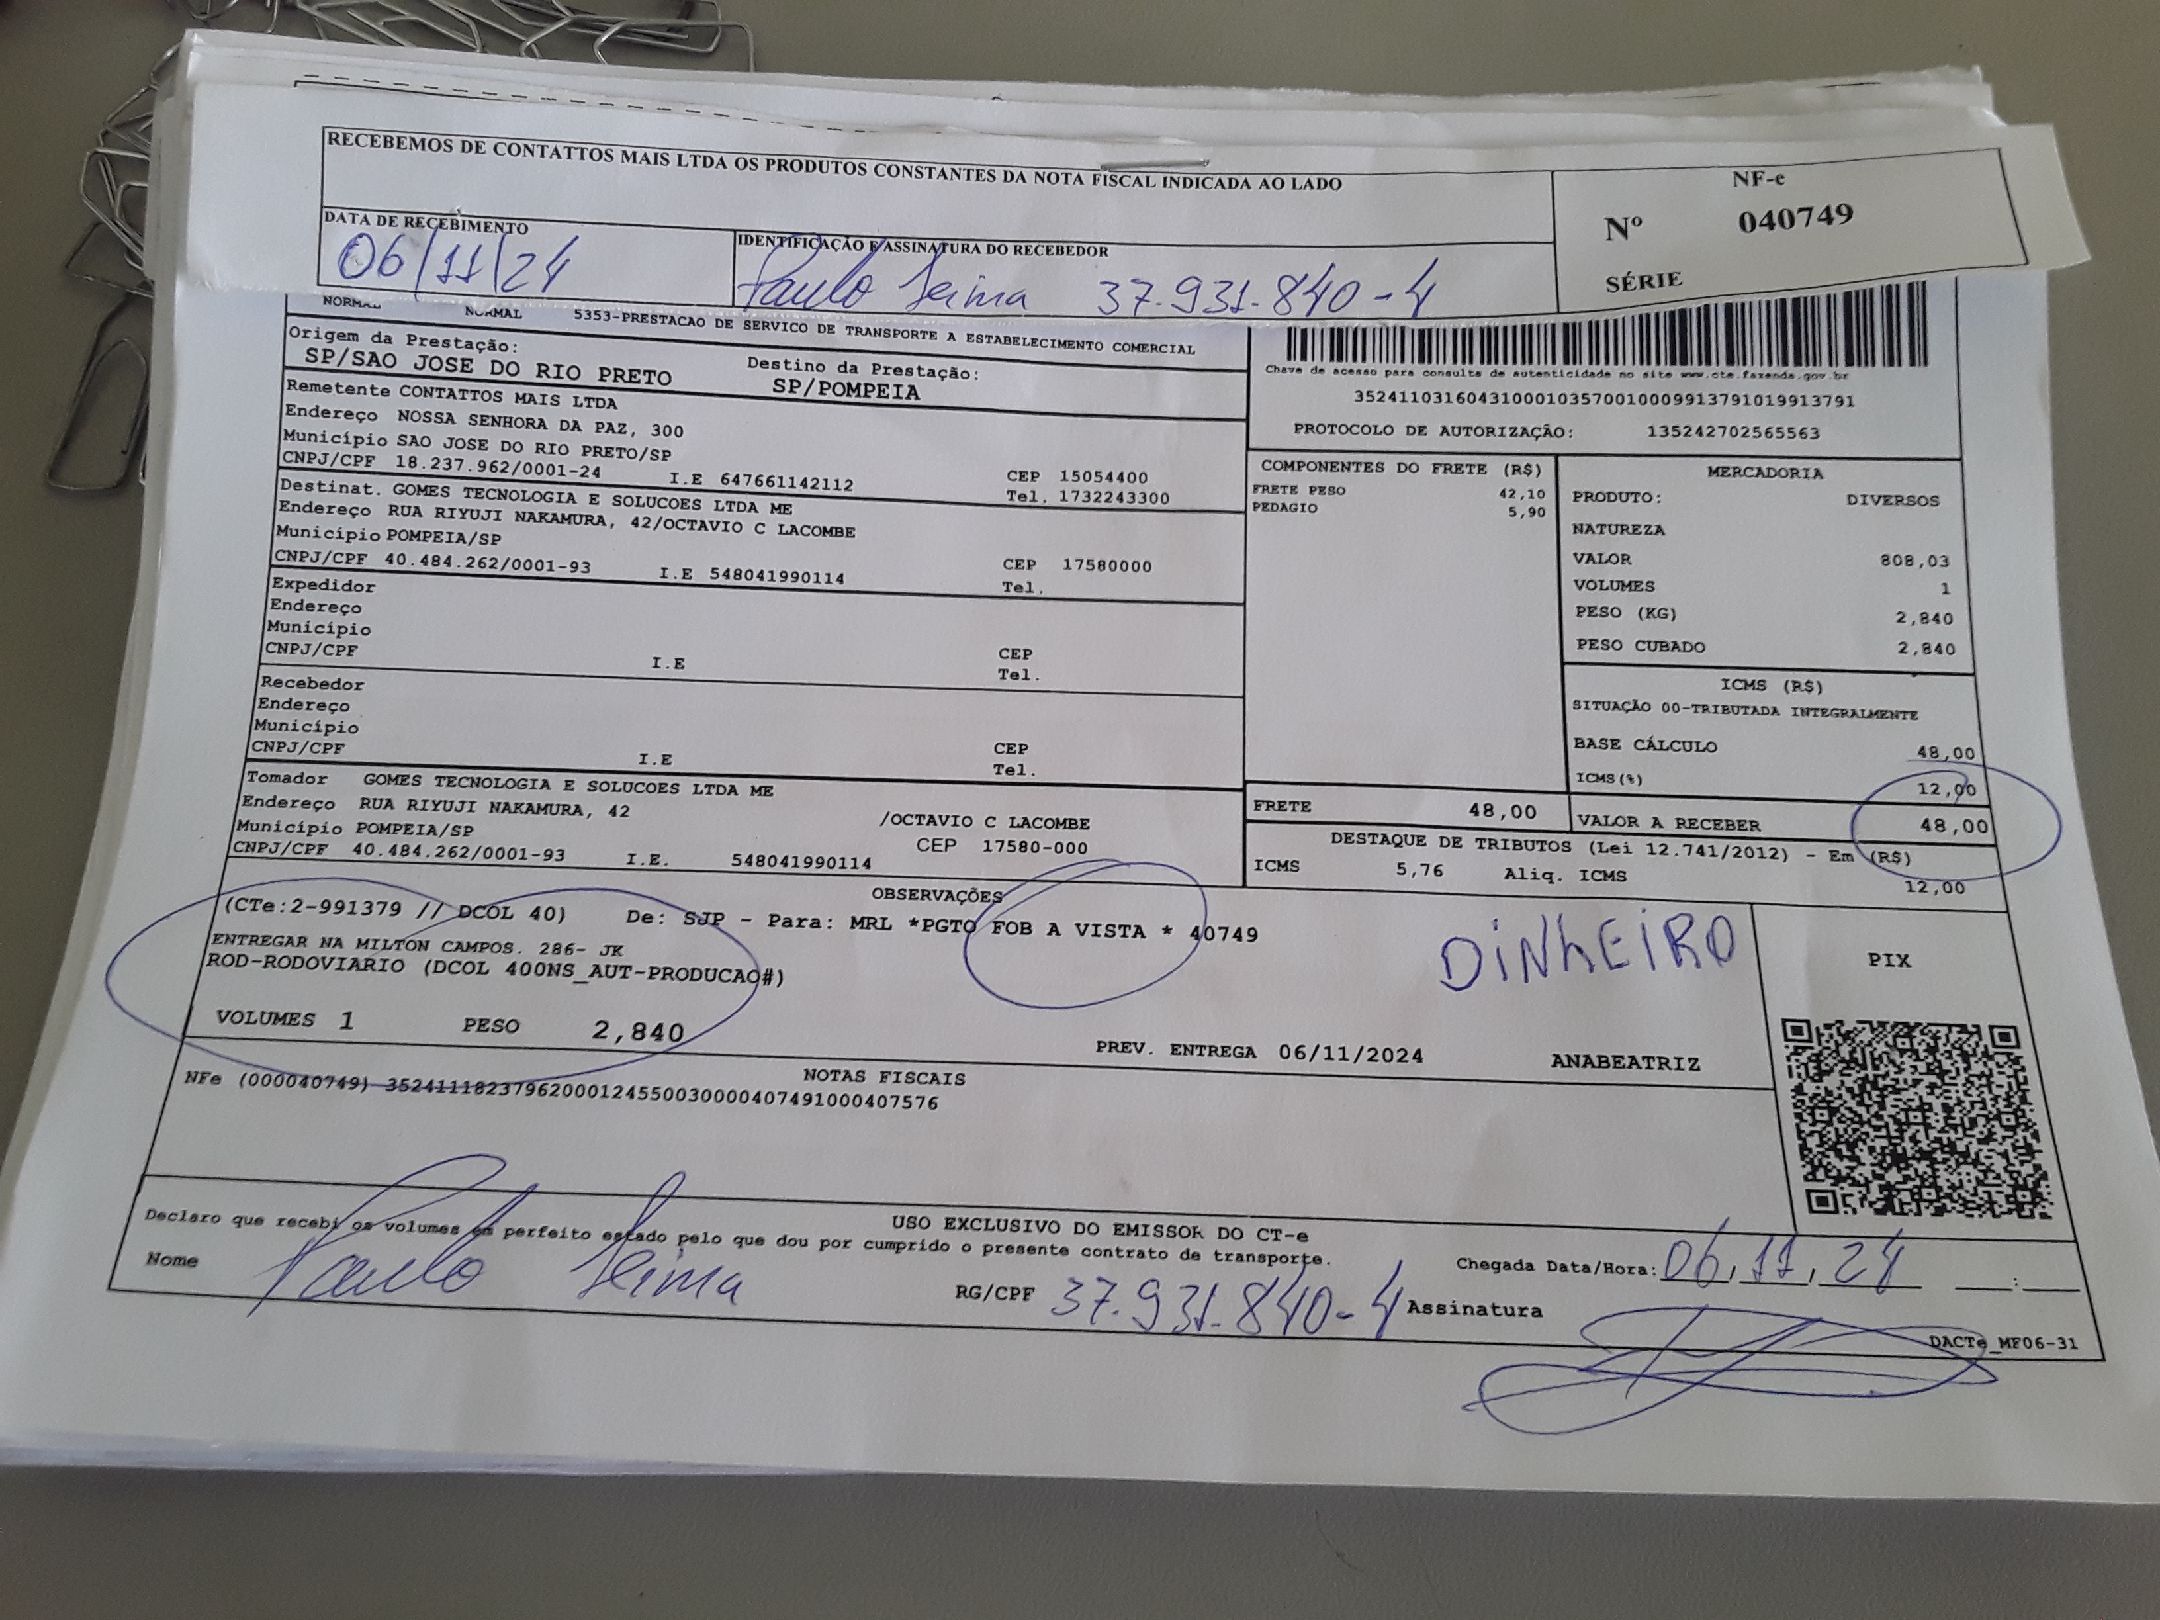 RECEBEMOS DE CONTATTOS MAIS LTDA OS PRODUTOS CONSTANTES DA NOTA FISCAL INDICADA AO LADO
NF-e
Nº 040749
SÉRIE
DATA DE RECEBIMENTO
06/11/24
IDENTIFICAÇÃO E ASSINATURA DO RECEBEDOR
Paulo 37.931.840-4
NORMAL NORMAL 5353-PRESTACAO DE SERVICO DE TRANSPORTE A ESTABELECIMENTO COMERCIAL
Origem da Prestação:
SP/SAO JOSE DO RIO PRETO
Destino da Prestação:
SP/POMPEIA
Remetente CONTATTOS MAIS LTDA
Endereço NOSSA SENHORA DA PAZ, 300
Município SAO JOSE DO RIO PRETO/SP
CNPJ/CPF 18.237.962/0001-24 I.E 647661142112
CEP 15054400
Tel. 1732243300
Destinat. GOMES TECNOLOGIA E SOLUCOES LTDA ME
Endereço RUA RIYUJI NAKAMURA, 42/OCTAVIO C LACOMBE
Município POMPEIA/SP
CNPJ/CPF 40.484.262/0001-93 I.E 548041990114
CEP 17580000
Tel.
Expedidor
Endereço
Município
CNPJ/CPF I.E
CEP
Tel.
Recebedor
Endereço
Município
CNPJ/CPF I.E
CEP
Tel.
Tomador GOMES TECNOLOGIA E SOLUCOES LTDA ME
Endereço RUA RIYUJI NAKAMURA, 42 /OCTAVIO C LACOMBE
Município POMPEIA/SP CEP 17580-000
CNPJ/CPF 40.484.262/0001-93 I.E. 548041990114
Chave de acesso para consulta de autenticidade no site www.cte.fazenda.gov.br
35241103160431000103570010009913791019913791
PROTOCOLO DE AUTORIZAÇÃO: 135242702565563
COMPONENTES DO FRETE (R$)
FRETE PESO 42,10
PEDAGIO 5,90
MERCADORIA
PRODUTO: DIVERSOS
NATUREZA
VALOR 808,03
VOLUMES 1
PESO (KG) 2,840
PESO CUBADO 2,840
ICMS (R$)
SITUAÇÃO 00-TRIBUTADA INTEGRALMENTE
BASE CÁLCULO 48,00
ICMS(%) 12,00
FRETE 48,00
VALOR A RECEBER 48,00
DESTAQUE DE TRIBUTOS (Lei 12.741/2012) - Em (R$)
ICMS 5,76 Aliq. ICMS 12,00
OBSERVAÇÕES
(CTe:2-991379 // DCOL 40) De: SJP - Para: MRL *PGTO FOB A VISTA * 40749
ENTREGAR NA MILTON CAMPOS. 286- JK
ROD-RODOVIARIO (DCOL 400NS_AUT-PRODUCAO#)
DINHEIRO
PIX
VOLUMES 1 PESO 2,840
PREV. ENTREGA 06/11/2024 ANABEATRIZ
NOTAS FISCAIS
NFe (000040749) 35241118237962000124550030000407491000407576
USO EXCLUSIVO DO EMISSOR DO CT-e
Declaro que recebi os volumes em perfeito estado pelo que dou por cumprido o presente contrato de transporte.
Chegada Data/Hora: 06/11/24 :
Nome Paulo
RG/CPF 37.931.840-4
Assinatura
DACTe_MF06-31